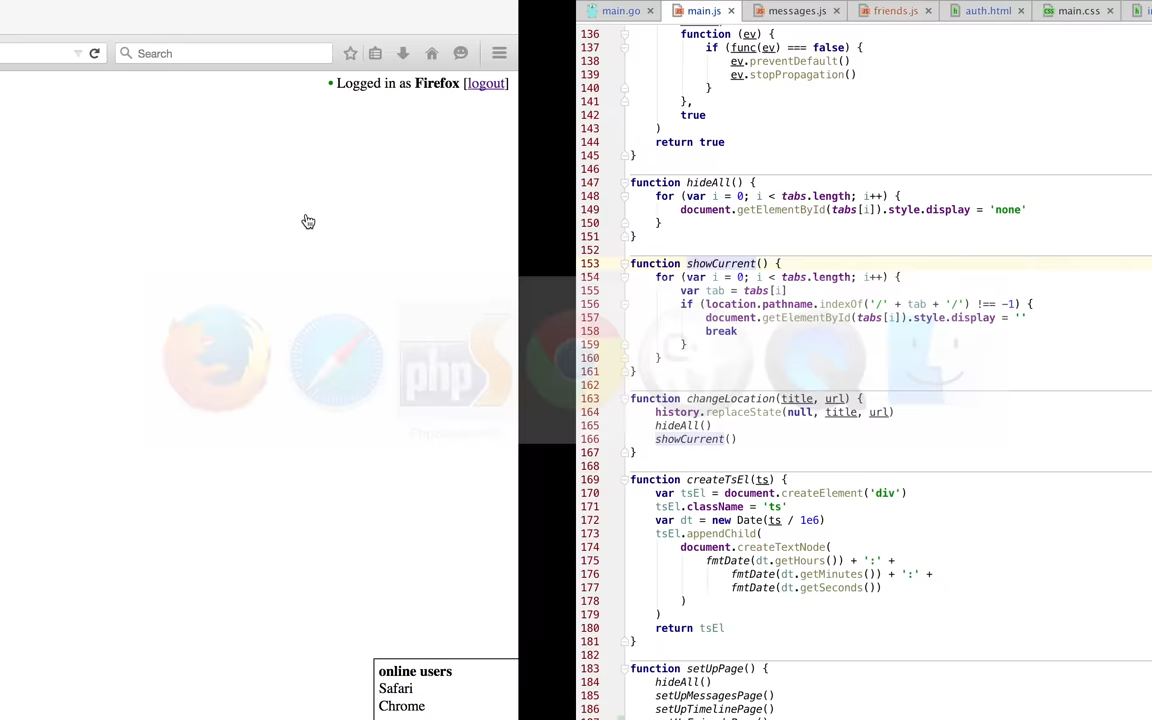 Search
• Logged in as Firefox [logout]
online users
Safari
Chrome
main.go
main.js
messages.js
friends.js
auth.html
main.css
136 function (ev) {
137 if (func(ev) === false) {
138 ev.preventDefault()
139 ev.stopPropagation()
140 }
141 },
142 true
143 )
144 return true
145 }
146
147 function hideAll() {
148 for (var i = 0; i < tabs.length; i++) {
149 document.getElementById(tabs[i]).style.display = 'none'
150 }
151 }
152
153 function showCurrent() {
154 for (var i = 0; i < tabs.length; i++) {
155 var tab = tabs[i]
156 if (location.pathname.indexOf('/' + tab + '/') !== -1) {
157 document.getElementById(tabs[i]).style.display = ''
158 break
159 }
160 }
161 }
162
163 function changeLocation(title, url) {
164 history.replaceState(null, title, url)
165 hideAll()
166 showCurrent()
167 }
168
169 function createTsEl(ts) {
170 var tsEl = document.createElement('div')
171 tsEl.className = 'ts'
172 var dt = new Date(ts / 1e6)
173 tsEl.appendChild(
174 document.createTextNode(
175 fmtDate(dt.getHours()) + ':' +
176 fmtDate(dt.getMinutes()) + ':' +
177 fmtDate(dt.getSeconds())
178 )
179 )
180 return tsEl
181 }
182
183 function setUpPage() {
184 hideAll()
185 setUpMessagesPage()
186 setUpTimelinePage()
php